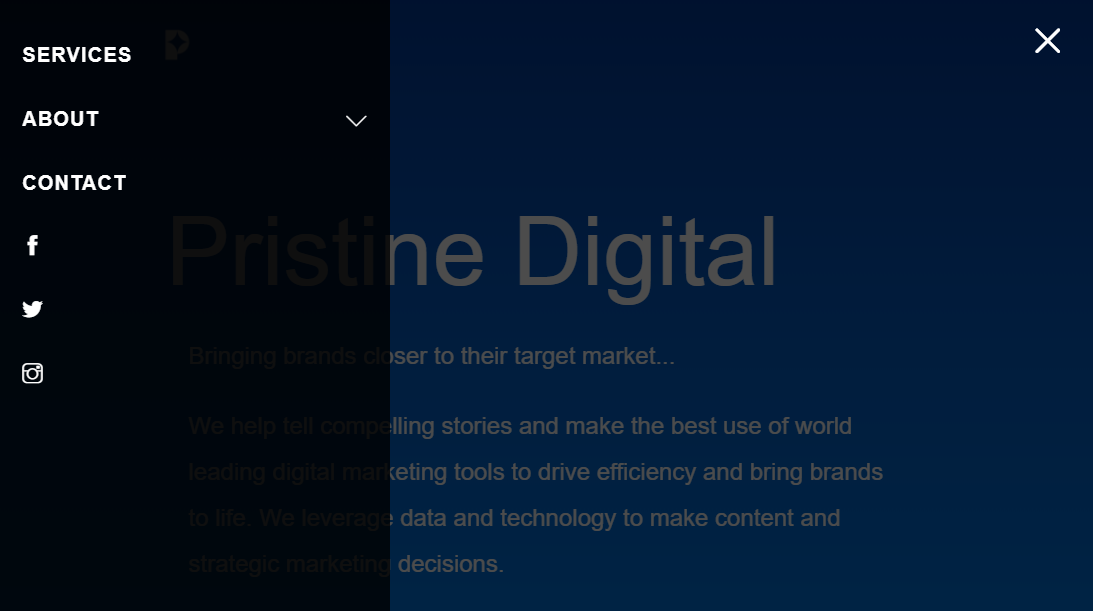 SERVICES
ABOUT
CONTACT
Pristine Digital
Bringing brands closer to their target market...
We help tell compelling stories and make the best use of world
leading digital marketing tools to drive efficiency and bring brands
to life. We leverage data and technology to make content and
strategic marketing decisions.